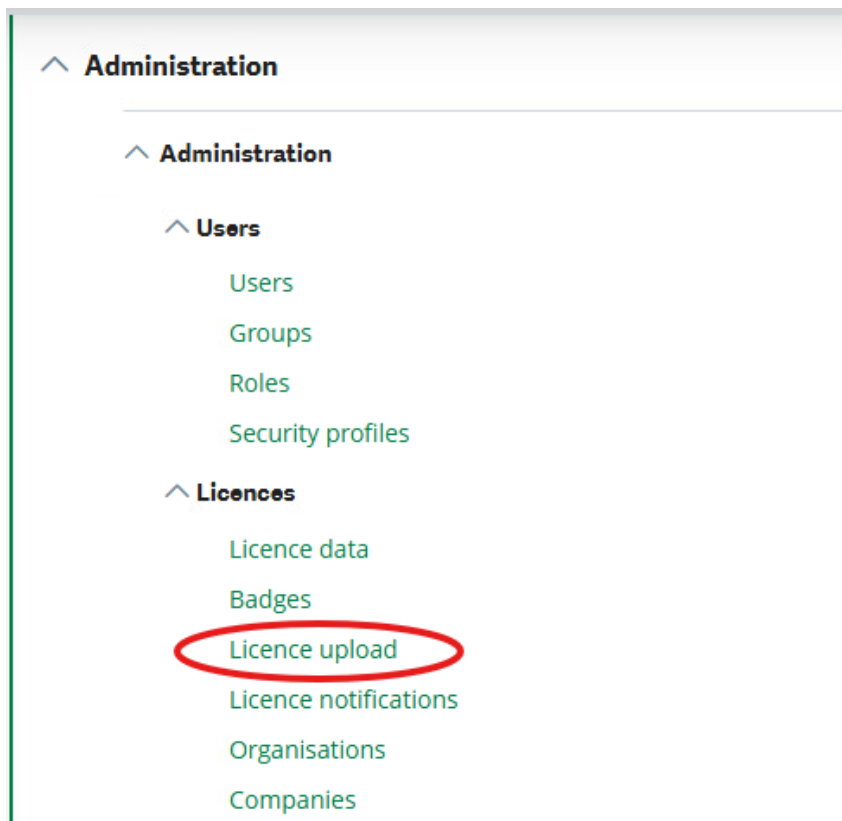 Administration
Administration
Users
Users
Groups
Roles
Security profiles
Licences
Licence data
Badges
Licence upload
Licence notifications
Organisations
Companies